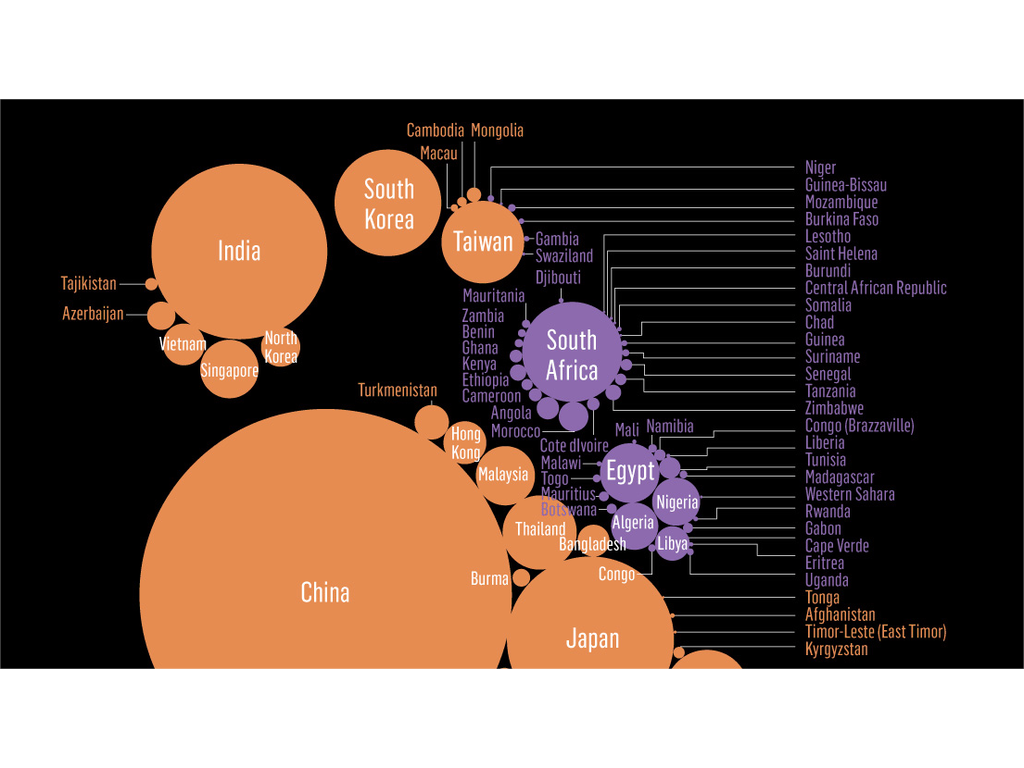 Cambodia
Mongolia
Macau
South
Korea
Taiwan
India
Tajikistan
Azerbaijan
Vietnam
North
Korea
Singapore
Gambia
Swaziland
Djibouti
Mauritania
Zambia
Benin
Ghana
Kenya
Ethiopia
Cameroon
Angola
Morocco
South
Africa
Niger
Guinea-Bissau
Mozambique
Burkina Faso
Lesotho
Saint Helena
Burundi
Central African Republic
Somalia
Chad
Guinea
Suriname
Senegal
Tanzania
Zimbabwe
Congo (Brazzaville)
Liberia
Tunisia
Madagascar
Western Sahara
Rwanda
Gabon
Cape Verde
Eritrea
Uganda
Tonga
Afghanistan
Timor-Leste (East Timor)
Kyrgyzstan
Turkmenistan
Hong
Kong
Malaysia
Thailand
Bangladesh
Burma
China
Japan
Cote dIvoire
Mali
Namibia
Malawi
Togo
Mauritius
Botswana
Egypt
Nigeria
Algeria
Libya
Congo